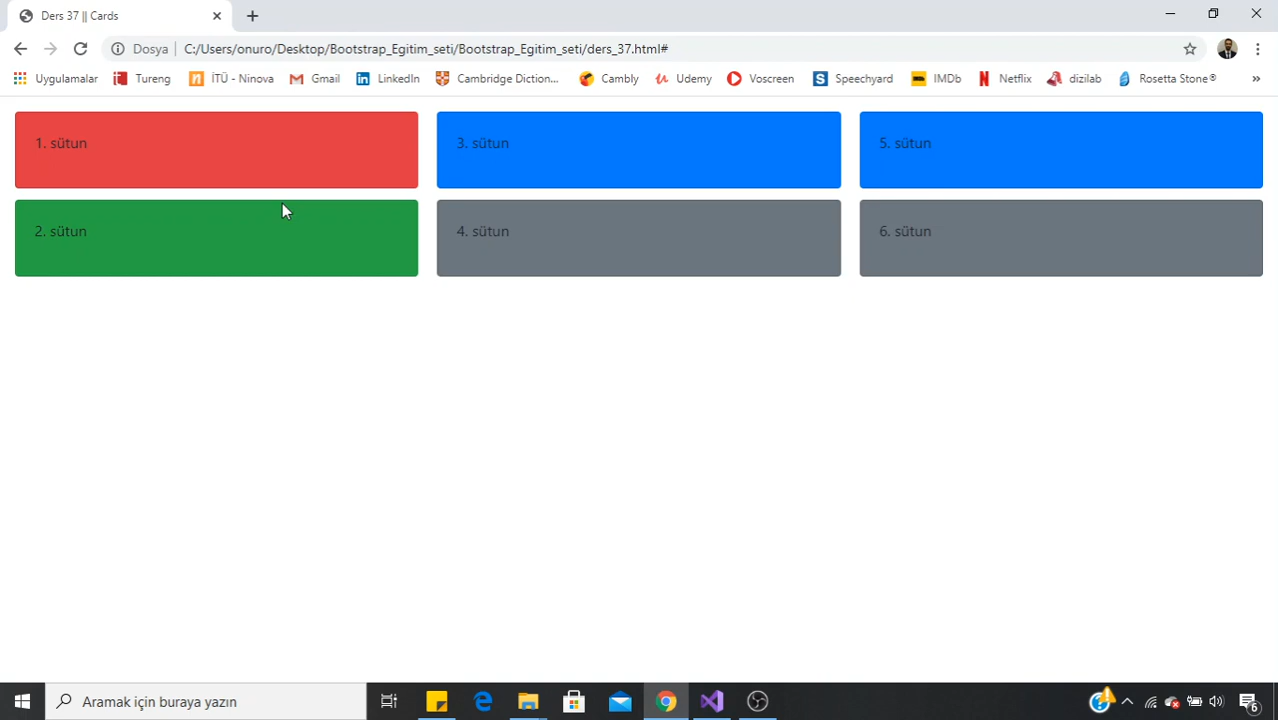 Ders 37 || Cards
Dosya
C:/Users/onuro/Desktop/Bootstrap_Egitim_seti/Bootstrap_Egitim_seti/ders_37.html#
Uygulamalar Tureng İTÜ - Ninova Gmail LinkedIn Cambridge Diction... Cambly Udemy Voscreen Speechyard IMDb Netflix dizilab Rosetta Stone® »
1. sütun 3. sütun 5. sütun
2. sütun 4. sütun 6. sütun
Aramak için buraya yazın
6